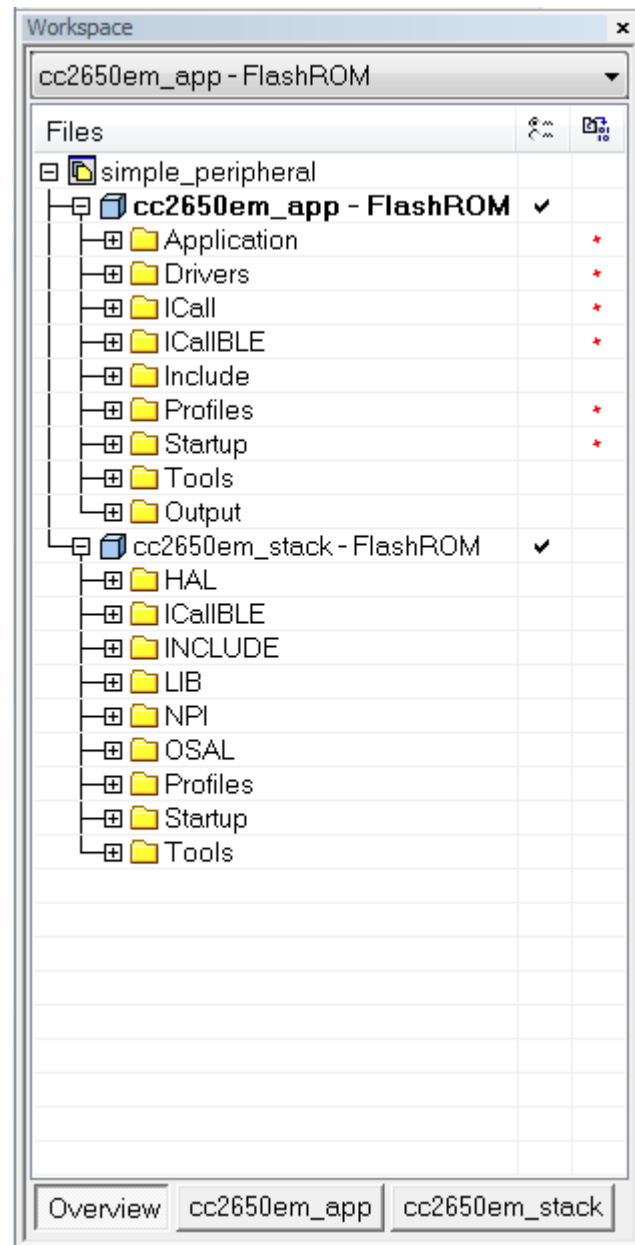 Workspace
cc2650em_app - FlashROM
Files
simple_peripheral
cc2650em_app - FlashROM
Application
Drivers
ICall
ICallBLE
Include
Profiles
Startup
Tools
Output
cc2650em_stack - FlashROM
HAL
ICallBLE
INCLUDE
LIB
NPI
OSAL
Profiles
Startup
Tools
Overview cc2650em_app cc2650em_stack